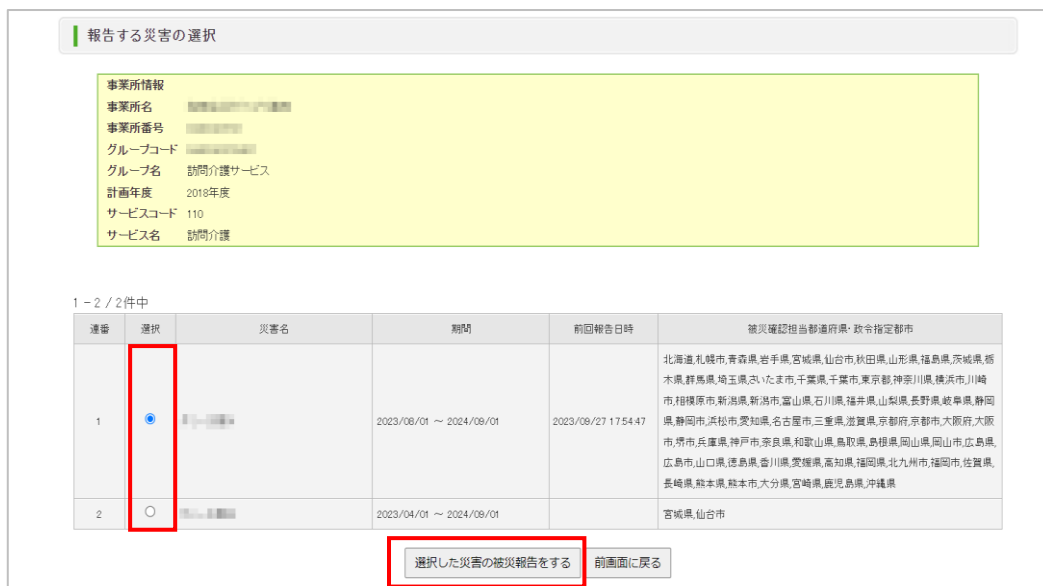 報告する災害の選択
事業所情報
事業所名
事業所番号
グループコード
グループ名 訪問介護サービス
計画年度 2018年度
サービスコード 110
サービス名 訪問介護
1 - 2 / 2件中
連番 選択 災害名 期間 前回報告日時 被災確認担当都道府県・政令指定都市
北海道,札幌市,青森県,岩手県,宮城県,仙台市,秋田県,山形県,福島県,茨城県,栃
木県,群馬県,埼玉県,さいたま市,千葉県,千葉市,東京都,神奈川県,横浜市,川崎
市,相模原市,新潟県,新潟市,富山県,石川県,福井県,山梨県,長野県,岐阜県,静岡
1 2023/08/01 ~ 2024/09/01 2023/09/27 17:54:47 県,静岡市,浜松市,愛知県,名古屋市,三重県,滋賀県,京都府,京都市,大阪府,大阪
市,堺市,兵庫県,神戸市,奈良県,和歌山県,鳥取県,島根県,岡山県,岡山市,広島県,
広島市,山口県,徳島県,香川県,愛媛県,高知県,福岡県,北九州市,福岡市,佐賀県,
長崎県,熊本県,熊本市,大分県,宮崎県,鹿児島県,沖縄県
2 2023/04/01 ~ 2024/09/01 宮城県,仙台市
選択した災害の被災報告をする 前画面に戻る